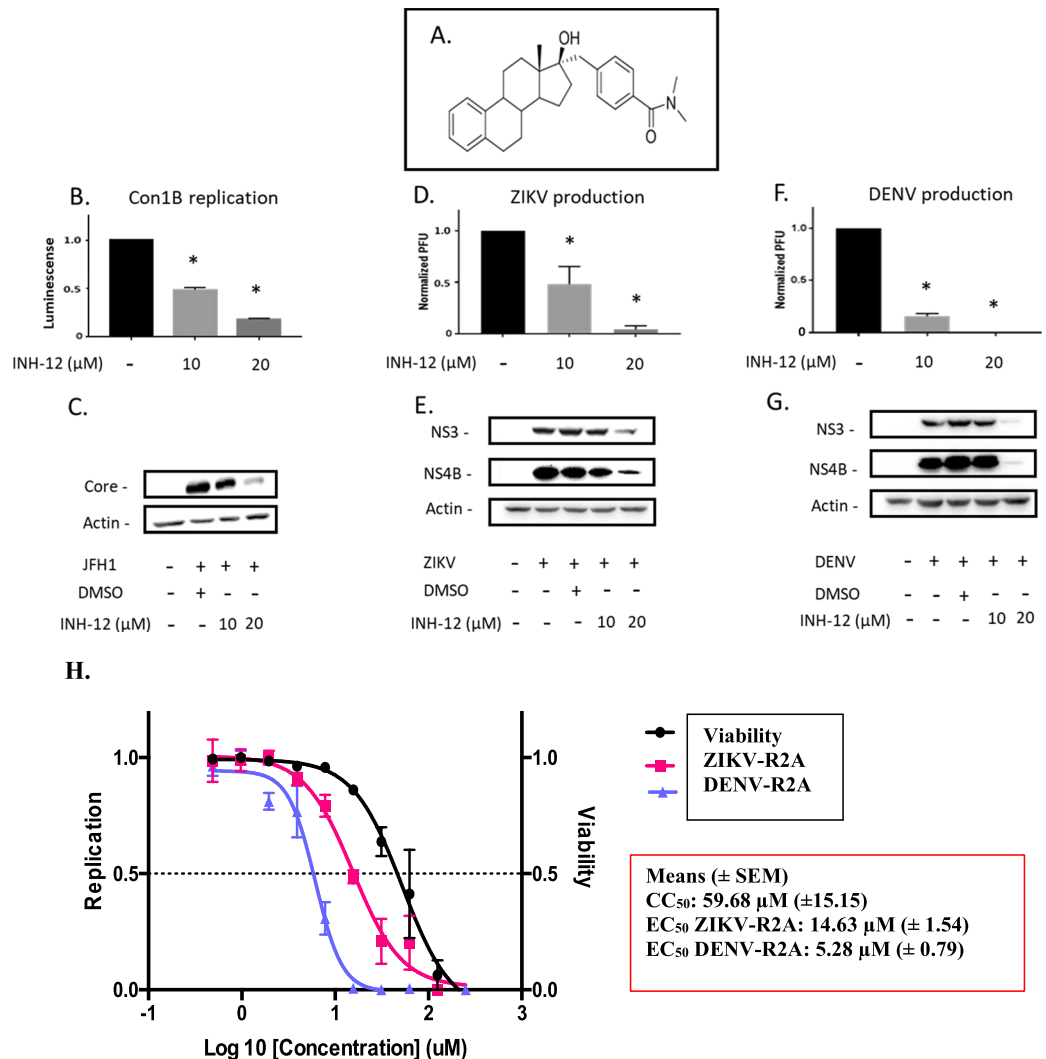 A.
OH
N
O
B.
Con1B replication
Luminescense
1.0
0.5
0
INH-12 (µM)
- 10 20
* *
D.
ZIKV production
Normalized PFU
1.0
0.5
0
INH-12 (µM)
- 10 20
* *
F.
DENV production
Normalized PFU
1.0
0.5
0
INH-12 (µM)
- 10 20
* *
C.
Core -
Actin -
JFH1 - + + +
DMSO - + - -
INH-12 (µM) - - 10 20
E.
NS3 -
NS4B -
Actin -
ZIKV - + + + +
DMSO - - + - -
INH-12 (µM) - - - 10 20
G.
NS3 -
NS4B -
Actin -
DENV - + + + +
DMSO - - + - -
INH-12 (µM) - - - 10 20
H.
Replication
1.0
0.5
0.0
-1 0 1 2 3
Log 10 [Concentration] (uM)
1.0
0.5
0.0
Viability
Viability
ZIKV-R2A
DENV-R2A
Means (± SEM)
CC₅₀: 59.68 µM (±15.15)
EC₅₀ ZIKV-R2A: 14.63 µM (± 1.54)
EC₅₀ DENV-R2A: 5.28 µM (± 0.79)